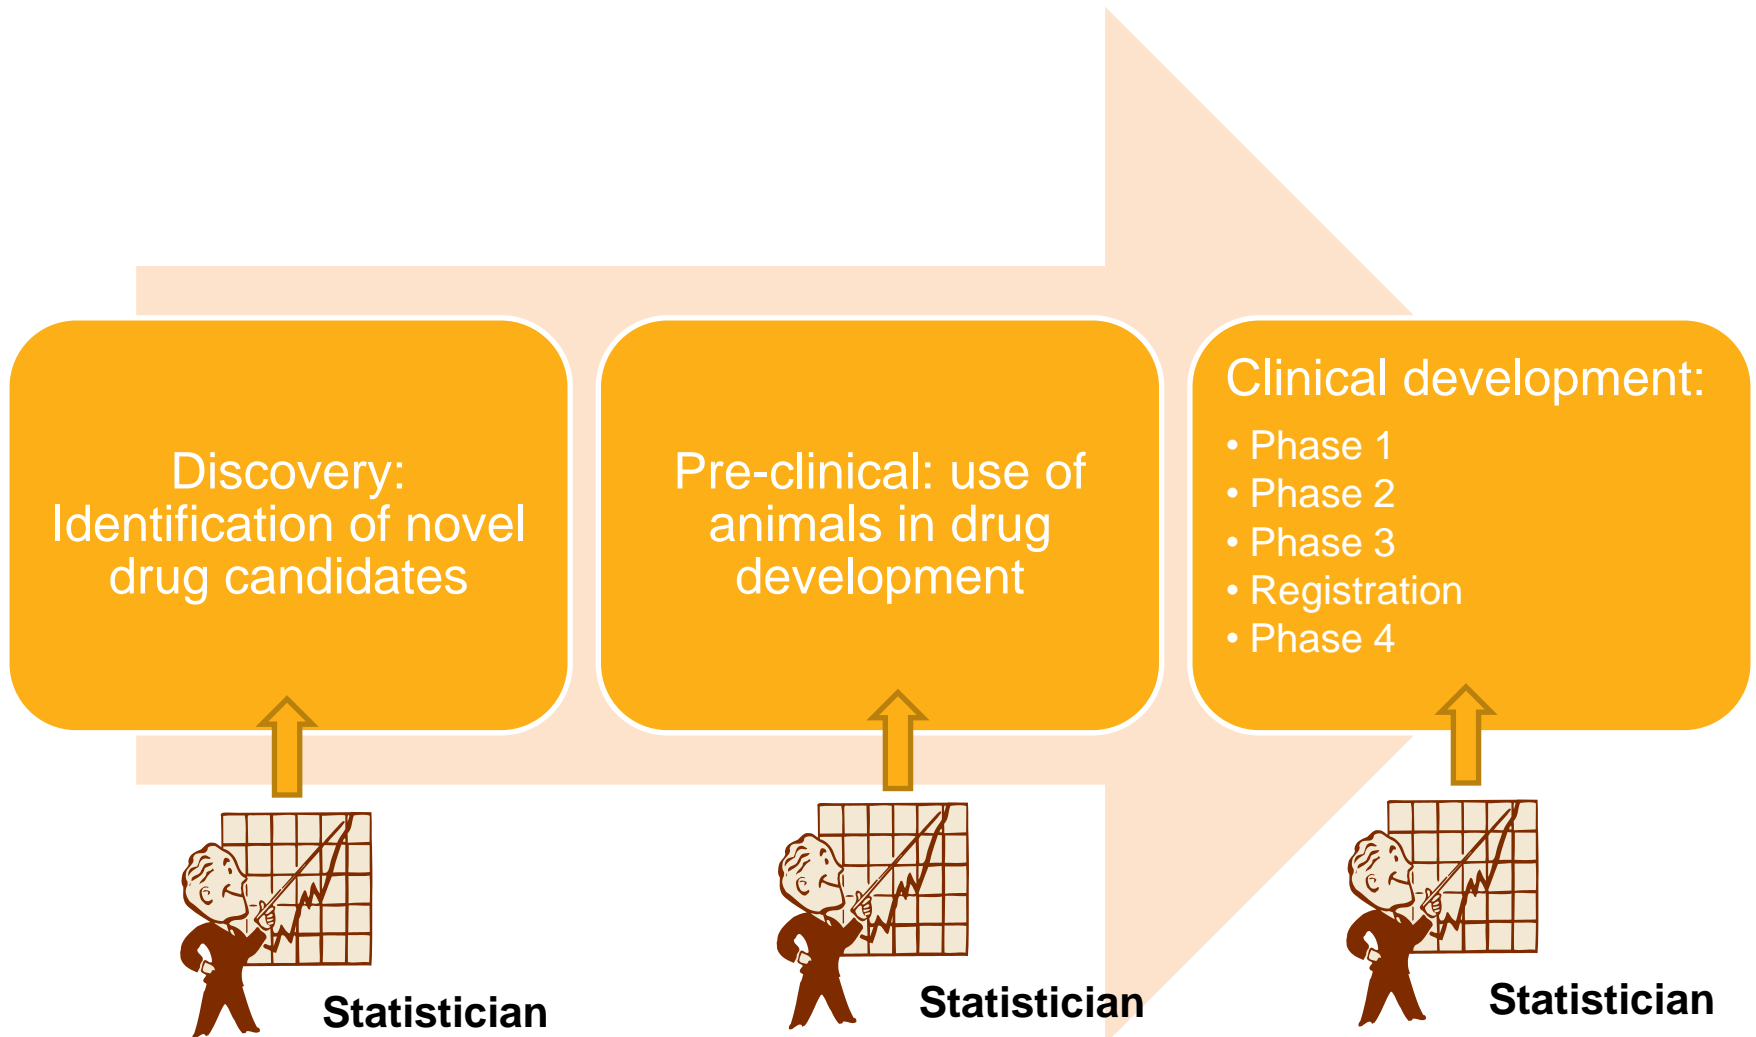 Discovery:
Identification of novel
drug candidates
Pre-clinical: use of
animals in drug
development
Clinical development:
• Phase 1
• Phase 2
• Phase 3
• Registration
• Phase 4
Statistician
Statistician
Statistician